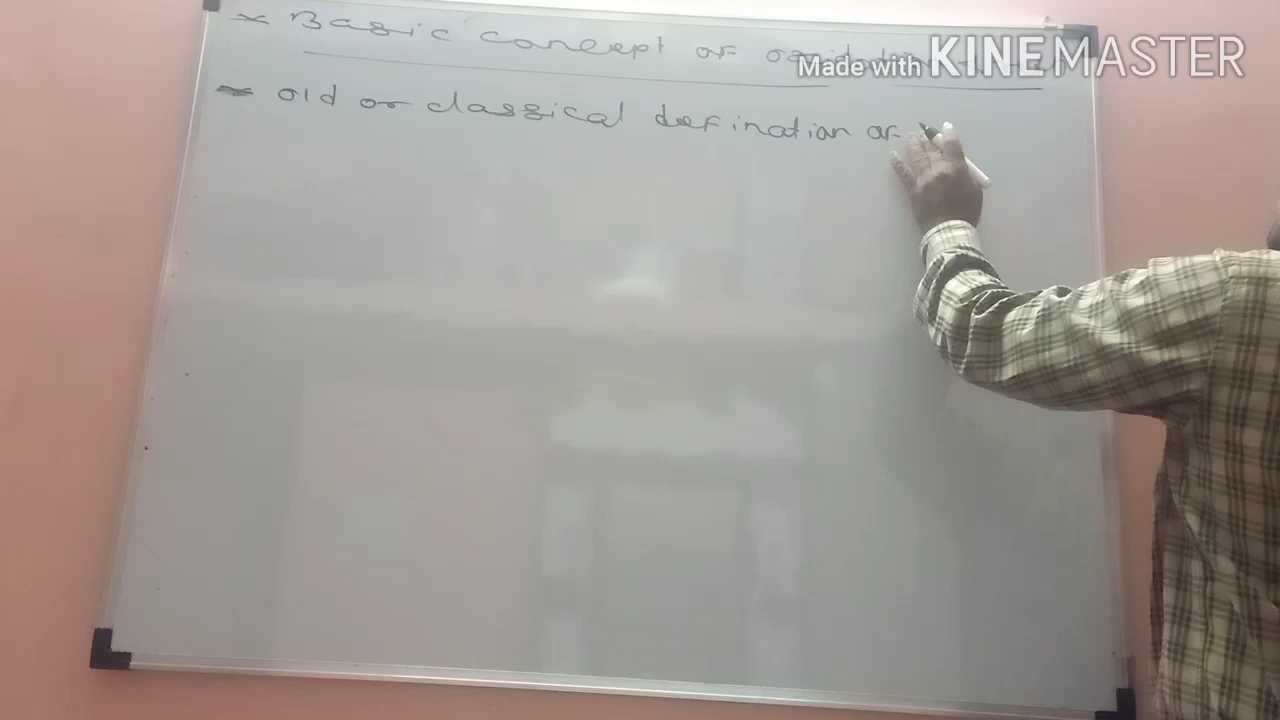 * Basic concept of
Made with KINEMASTER
* old or classical defination of